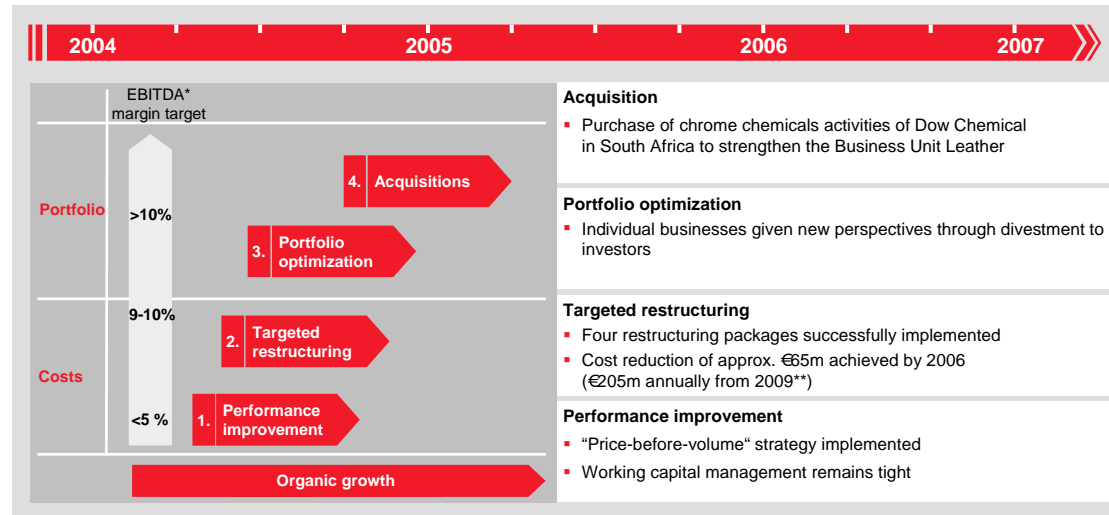 2004 2005 2006 2007
EBITDA*
margin target
Portfolio
>10%
4. Acquisitions
3. Portfolio
optimization
9-10%
Costs
2. Targeted
restructuring
<5 %
1. Performance
improvement
Organic growth
Acquisition
▪ Purchase of chrome chemicals activities of Dow Chemical
in South Africa to strengthen the Business Unit Leather
Portfolio optimization
▪ Individual businesses given new perspectives through divestment to
investors
Targeted restructuring
▪ Four restructuring packages successfully implemented
▪ Cost reduction of approx. €65m achieved by 2006
(€205m annually from 2009**)
Performance improvement
▪ “Price-before-volume“ strategy implemented
▪ Working capital management remains tight